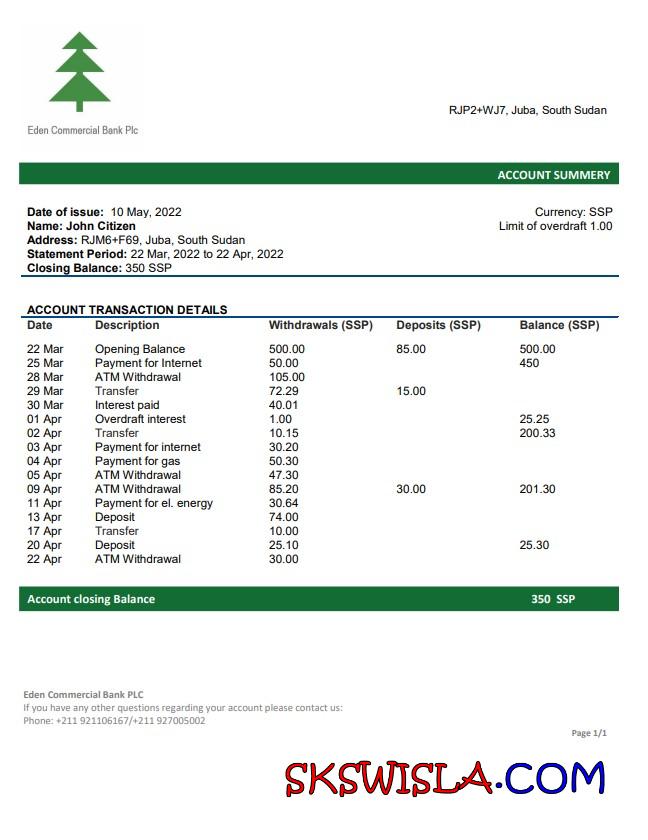 Eden Commercial Bank Plc
RJP2+WJ7, Juba, South Sudan
ACCOUNT SUMMERY
Date of issue: 10 May, 2022
Currency: SSP
Name: John Citizen
Limit of overdraft 1.00
Address: RJM6+F69, Juba, South Sudan
Statement Period: 22 Mar, 2022 to 22 Apr, 2022
Closing Balance: 350 SSP
ACCOUNT TRANSACTION DETAILS
Date Description Withdrawals (SSP) Deposits (SSP) Balance (SSP)
22 Mar Opening Balance 500.00 85.00 500.00
25 Mar Payment for Internet 50.00 450
28 Mar ATM Withdrawal 105.00
29 Mar Transfer 72.29 15.00
30 Mar Interest paid 40.01
01 Apr Overdraft interest 1.00 25.25
02 Apr Transfer 10.15 200.33
03 Apr Payment for internet 30.20
04 Apr Payment for gas 50.30
05 Apr ATM Withdrawal 47.30
09 Apr ATM Withdrawal 85.20 30.00 201.30
11 Apr Payment for el. energy 30.64
13 Apr Deposit 74.00
17 Apr Transfer 10.00
20 Apr Deposit 25.10 25.30
22 Apr ATM Withdrawal 30.00
Account closing Balance 350 SSP
Eden Commercial Bank PLC
If you have any other questions regarding your account please contact us:
Phone: +211 921106167/+211 927005002
Page 1/1
SKSWISLA.COM